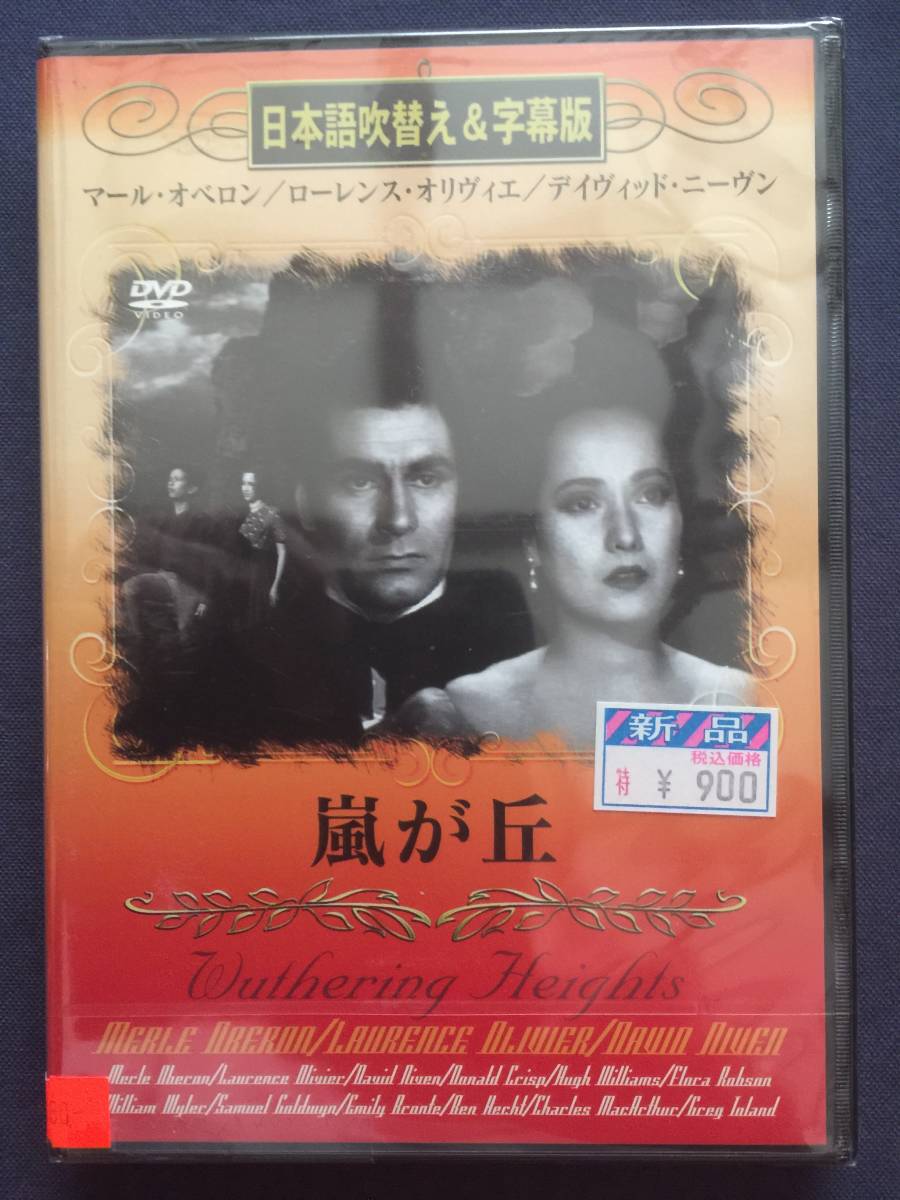 日本語吹替え&字幕版
マール・オベロン/ローレンス・オリヴィエ/デイヴィッド・ニーヴン
DVD
VIDEO
新品
税込価格
特 ¥ 900
嵐が丘
Wuthering Heights
MERLE OBERON/LAURENCE OLIVIER/DAVID NIVEN
Merle Oberon/Laurence Olivier/David Niven/Donald Crisp/Hugh Williams/Flora Robson
William Wyler/Samuel Goldwyn/Emily Bronte/Ben Hecht/Charles MacArthur/Greg Toland